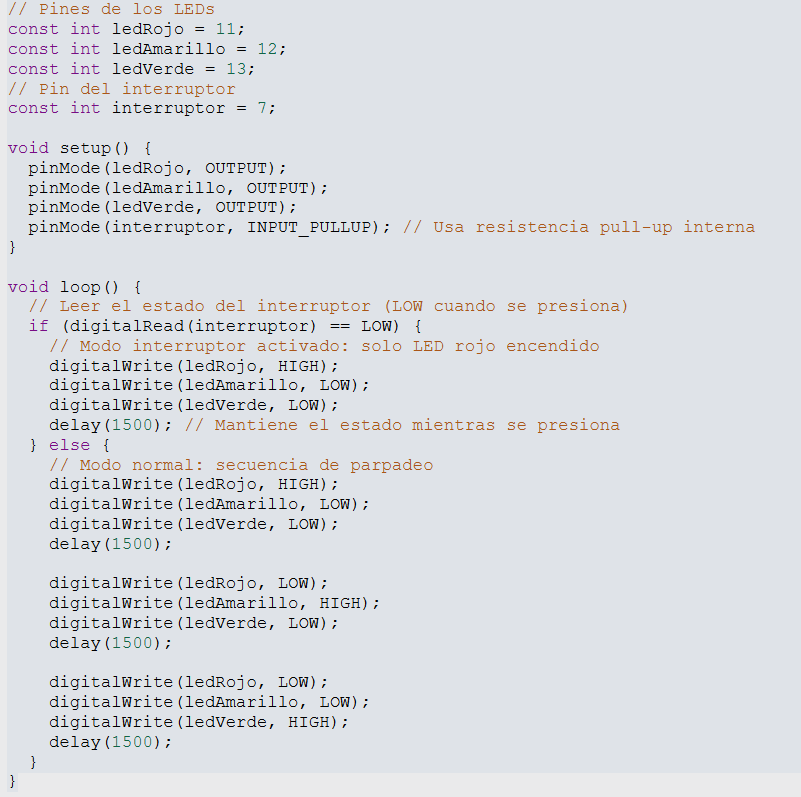 // Pines de los LEDs
const int ledRojo = 11;
const int ledAmarillo = 12;
const int ledVerde = 13;
// Pin del interruptor
const int interruptor = 7;

void setup() {
  pinMode(ledRojo, OUTPUT);
  pinMode(ledAmarillo, OUTPUT);
  pinMode(ledVerde, OUTPUT);
  pinMode(interruptor, INPUT_PULLUP); // Usa resistencia pull-up interna
}

void loop() {
  // Leer el estado del interruptor (LOW cuando se presiona)
  if (digitalRead(interruptor) == LOW) {
    // Modo interruptor activado: solo LED rojo encendido
    digitalWrite(ledRojo, HIGH);
    digitalWrite(ledAmarillo, LOW);
    digitalWrite(ledVerde, LOW);
    delay(1500); // Mantiene el estado mientras se presiona
  } else {
    // Modo normal: secuencia de parpadeo
    digitalWrite(ledRojo, HIGH);
    digitalWrite(ledAmarillo, LOW);
    digitalWrite(ledVerde, LOW);
    delay(1500);

    digitalWrite(ledRojo, LOW);
    digitalWrite(ledAmarillo, HIGH);
    digitalWrite(ledVerde, LOW);
    delay(1500);

    digitalWrite(ledRojo, LOW);
    digitalWrite(ledAmarillo, LOW);
    digitalWrite(ledVerde, HIGH);
    delay(1500);
  }
}